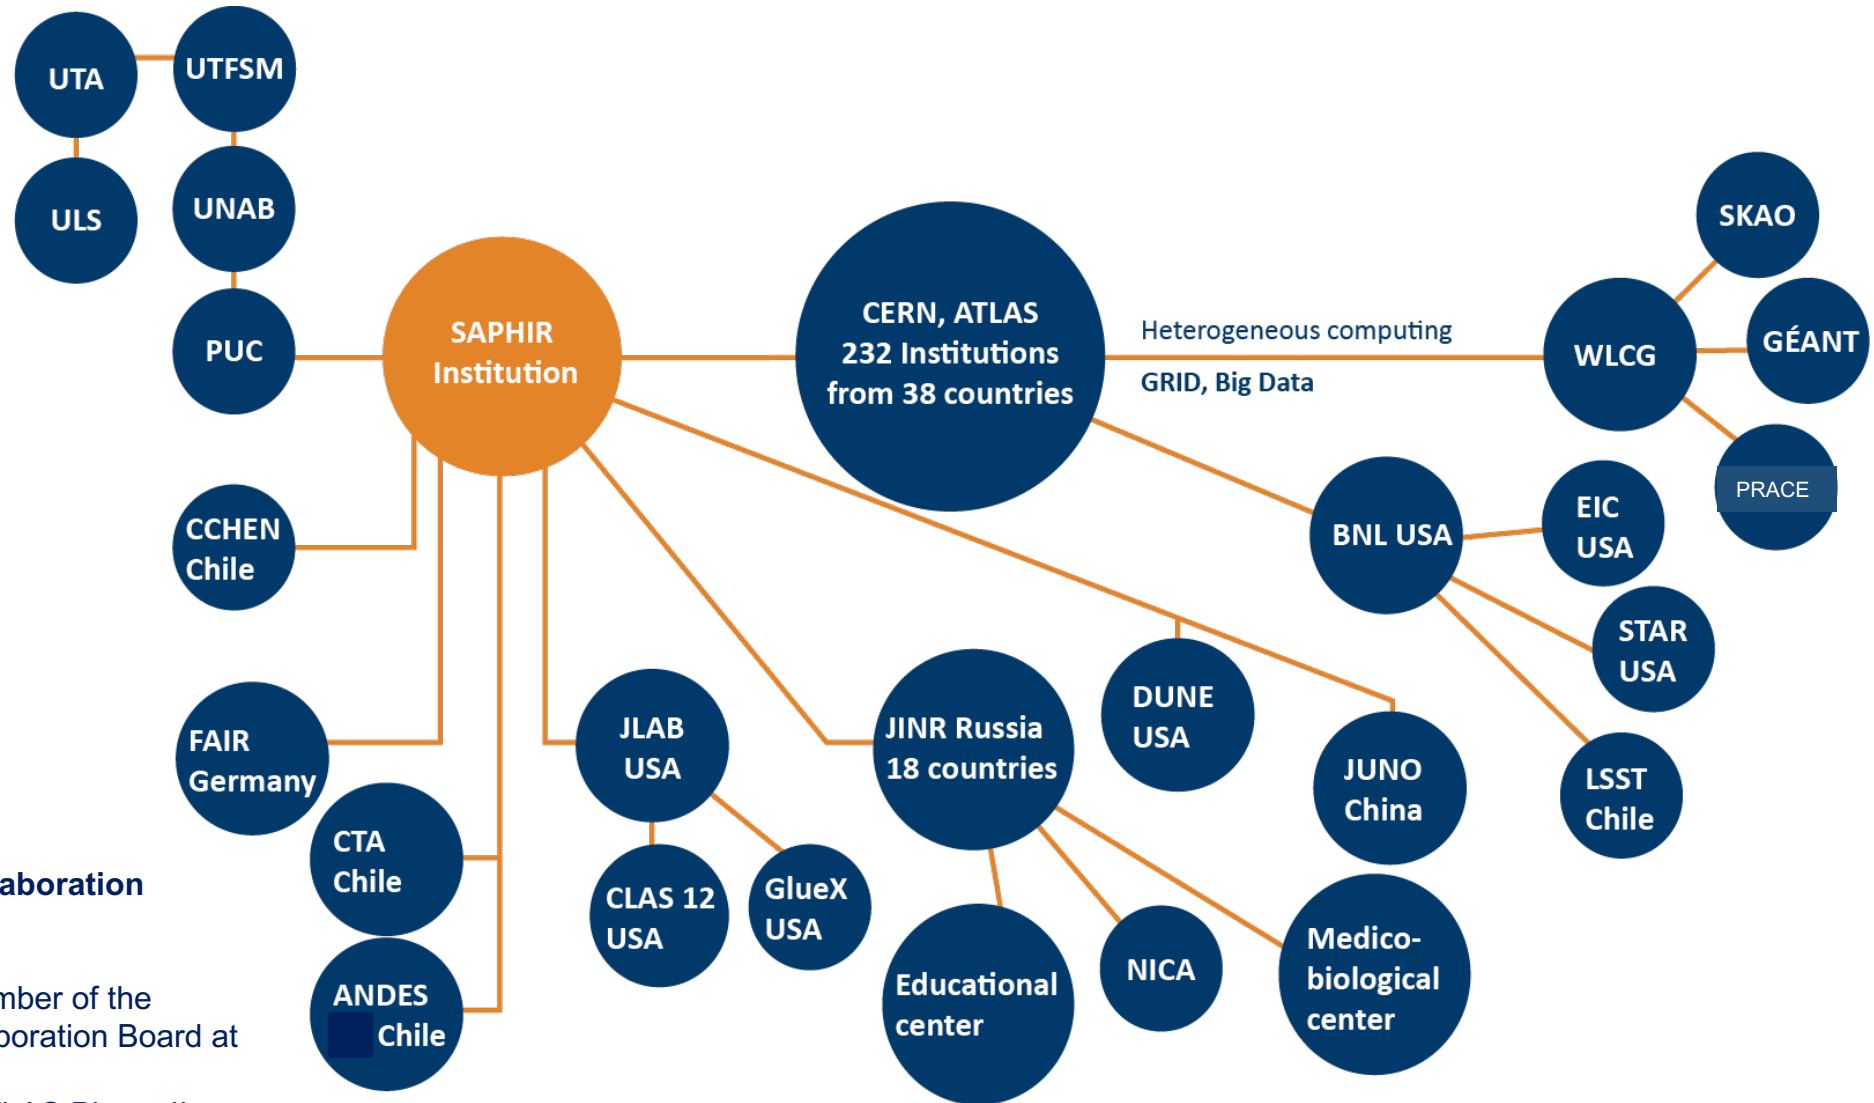 UTA
UTFSM
ULS
UNAB
PUC
SAPHIR
Institution
CERN, ATLAS
232 Institutions
from 38 countries
Heterogeneous computing
GRID, Big Data
WLCG
SKAO
GÉANT
PRACE
CCHEN
Chile
BNL USA
EIC
USA
STAR
USA
LSST
Chile
FAIR
Germany
JLAB
USA
JINR Russia
18 countries
DUNE
USA
JUNO
China
CTA
Chile
CLAS 12
USA
GlueX
USA
ANDES
Chile
Educational
center
NICA
Medico-
biological
center
aboration
mber of the
boration Board at